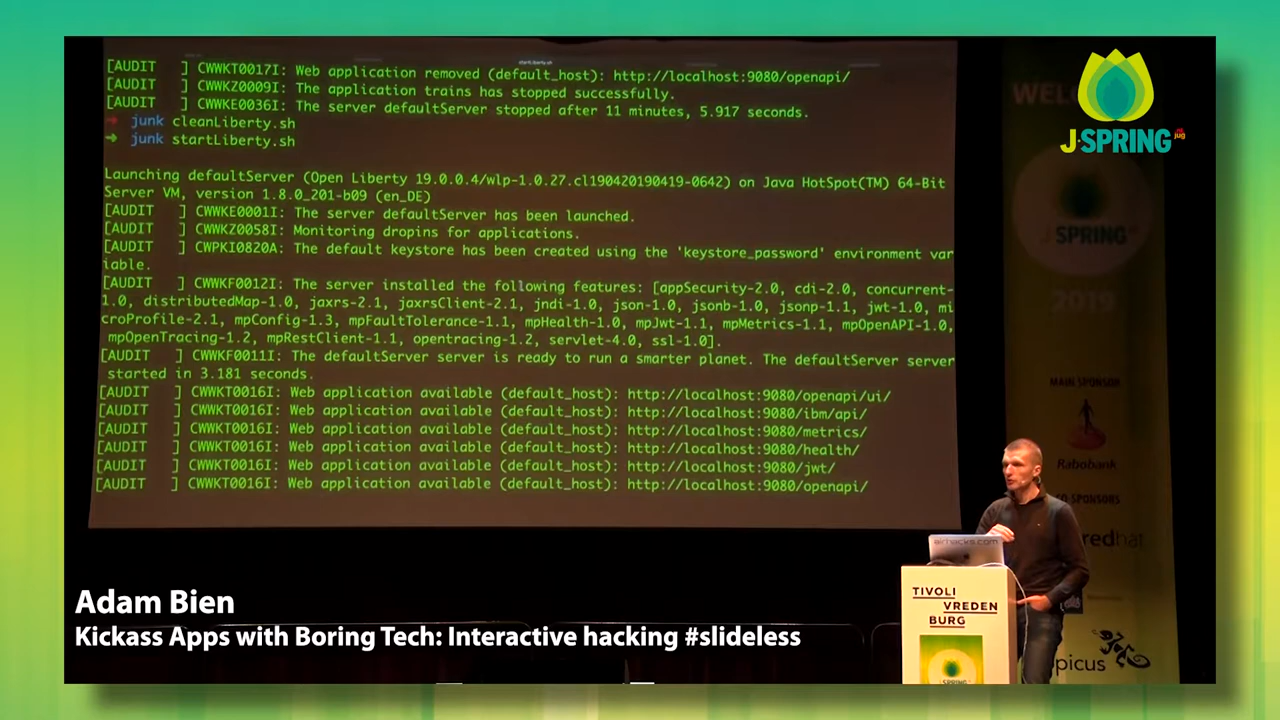 [AUDIT   ] CWWKT0017I: Web application removed (default_host): http://localhost:9080/openapi/
[AUDIT   ] CWWKZ0009I: The application trains has stopped successfully.
[AUDIT   ] CWWKE0036I: The server defaultServer stopped after 11 minutes, 5.917 seconds.
➜ junk cleanLiberty.sh
➜ junk startLiberty.sh
Launching defaultServer (Open Liberty 19.0.0.4/wlp-1.0.27.cl190420190419-0642) on Java HotSpot(TM) 64-Bit
Server VM, version 1.8.0_201-b09 (en_DE)
[AUDIT   ] CWWKE0001I: The server defaultServer has been launched.
[AUDIT   ] CWWKZ0058I: Monitoring dropins for applications.
[AUDIT   ] CWPKI0820A: The default keystore has been created using the 'keystore_password' environment var
iable.
[AUDIT   ] CWWKF0012I: The server installed the following features: [appSecurity-2.0, cdi-2.0, concurrent-
1.0, distributedMap-1.0, jaxrs-2.1, jaxrsClient-2.1, jndi-1.0, json-1.0, jsonb-1.0, jsonp-1.1, jwt-1.0, mi
croProfile-2.1, mpConfig-1.3, mpFaultTolerance-1.1, mpHealth-1.0, mpJwt-1.1, mpMetrics-1.1, mpOpenAPI-1.0,
mpOpenTracing-1.2, mpRestClient-1.1, opentracing-1.2, servlet-4.0, ssl-1.0].
[AUDIT   ] CWWKF0011I: The defaultServer server is ready to run a smarter planet. The defaultServer server
started in 3.181 seconds.
[AUDIT   ] CWWKT0016I: Web application available (default_host): http://localhost:9080/openapi/ui/
[AUDIT   ] CWWKT0016I: Web application available (default_host): http://localhost:9080/ibm/api/
[AUDIT   ] CWWKT0016I: Web application available (default_host): http://localhost:9080/metrics/
[AUDIT   ] CWWKT0016I: Web application available (default_host): http://localhost:9080/health/
[AUDIT   ] CWWKT0016I: Web application available (default_host): http://localhost:9080/jwt/
[AUDIT   ] CWWKT0016I: Web application available (default_host): http://localhost:9080/openapi/
J-SPRING
jug
WEL
J-SPRING
2019
MAIN SPONSOR
Rabobank
CO-SPONSORS
redhat
picus
airhacks.com
TIVOLI
VREDEN
BURG
J-SPRING
Adam Bien
Kickass Apps with Boring Tech: Interactive hacking #slideless